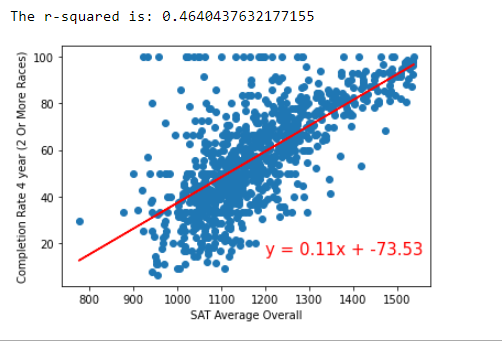 The r-squared is: 0.4640437632177155
100
80
60
40
20
Completion Rate 4 year (2 Or More Races)
y = 0.11x + -73.53
800 900 1000 1100 1200 1300 1400 1500
SAT Average Overall